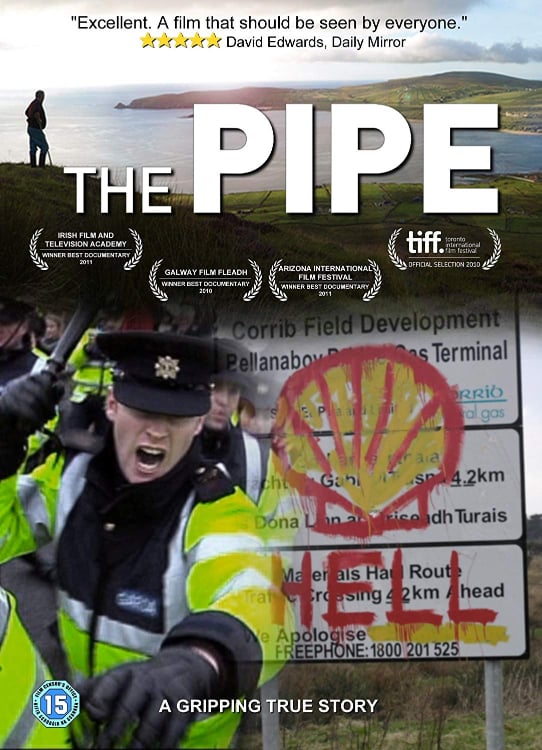 "Excellent. A film that should be seen by everyone."
David Edwards, Daily Mirror
THE PIPE
IRISH FILM AND
TELEVISION ACADEMY
WINNER BEST DOCUMENTARY
2011
GALWAY FILM FLEADH
WINNER BEST DOCUMENTARY
2010
ARIZONA INTERNATIONAL
FILM FESTIVAL
WINNER BEST DOCUMENTARY
2011
tiff. toronto
international
film festival
OFFICIAL SELECTION 2010
Corrib Field Development
Bellanaboy Gas Terminal
4.2km
Dona
Turais
HELL
Materials Haul Route
Crossing 4.2km Ahead
We Apologise
FREEPHONE: 1800 201 525
15
A GRIPPING TRUE STORY